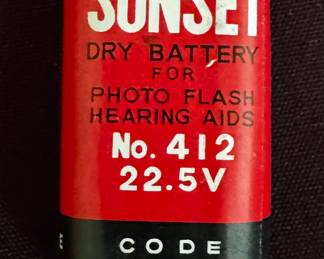 SUNSET
DRY BATTERY
FOR
PHOTO FLASH
HEARING AIDS
No. 412
22.5V
CODE